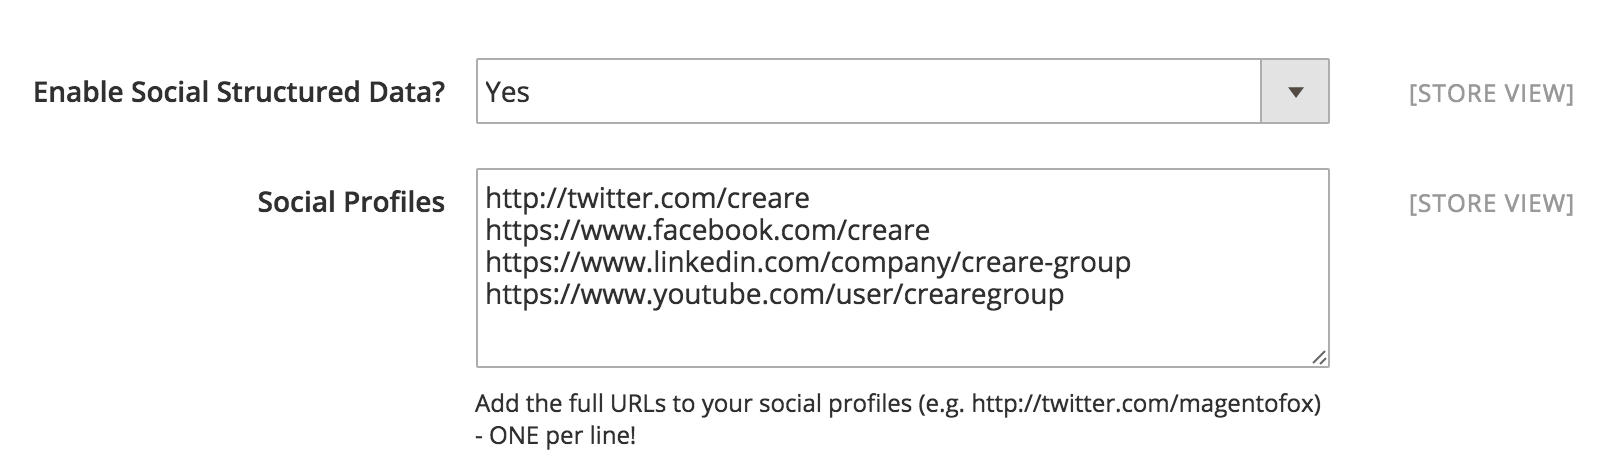 Enable Social Structured Data? Yes [STORE VIEW]
Social Profiles [STORE VIEW]
http://twitter.com/creare
https://www.facebook.com/creare
https://www.linkedin.com/company/creare-group
https://www.youtube.com/user/crearegroup
Add the full URLs to your social profiles (e.g. http://twitter.com/magentofox)
- ONE per line!